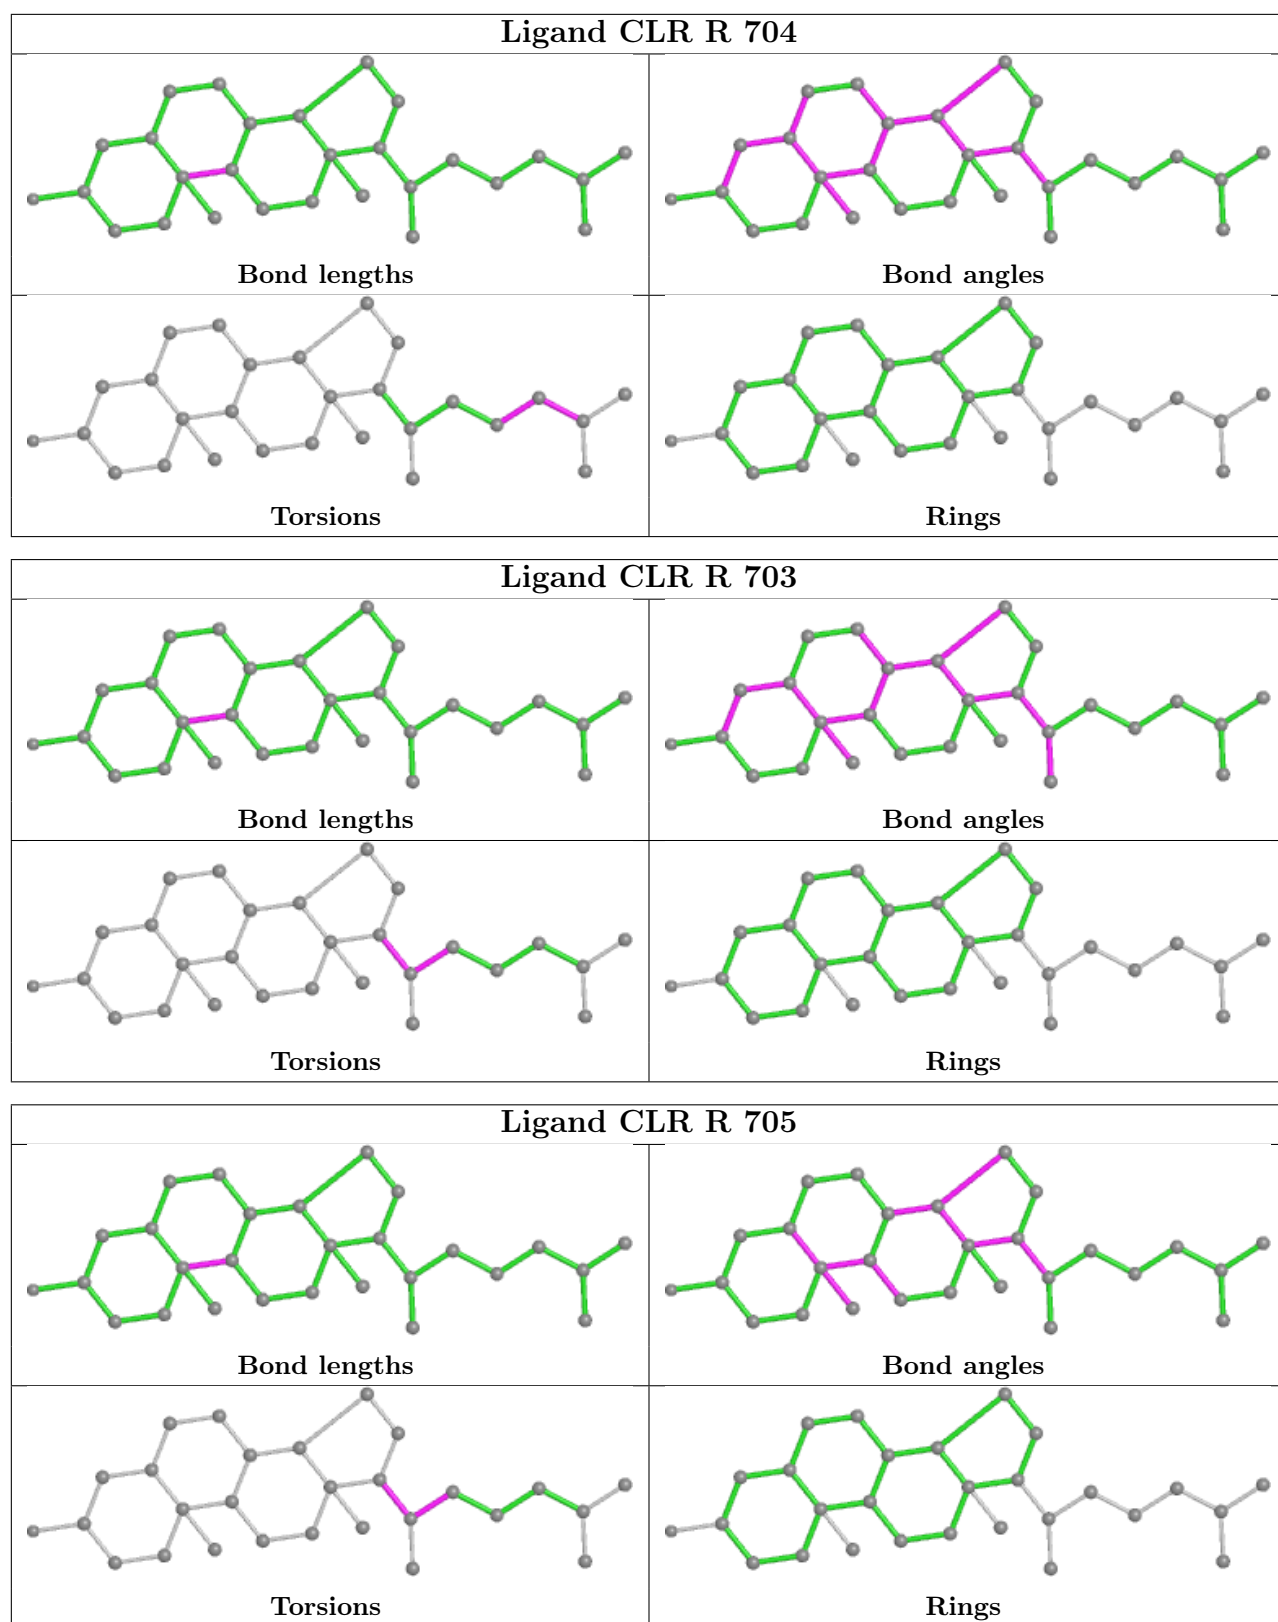 Ligand CLR R 704
Bond lengths
Bond angles
Torsions
Rings
Ligand CLR R 703
Bond lengths
Bond angles
Torsions
Rings
Ligand CLR R 705
Bond lengths
Bond angles
Torsions
Rings